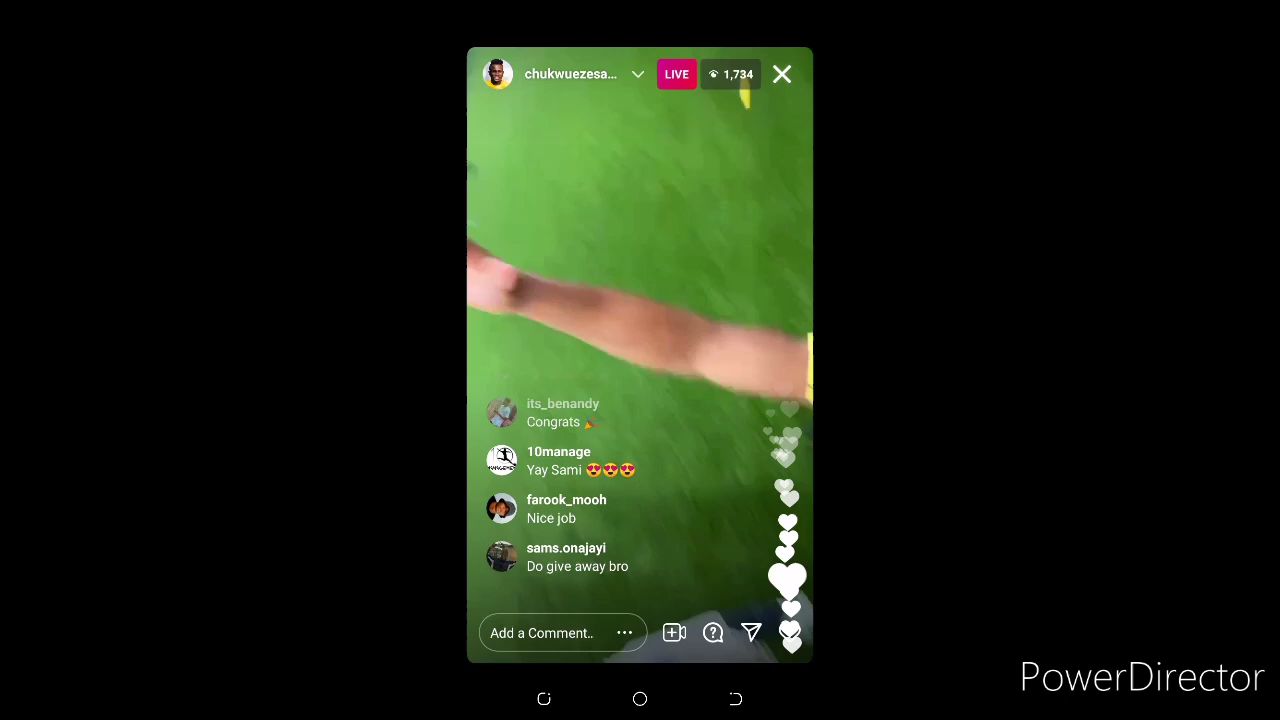 chukwuezesa...
LIVE
1,734
its_benandy
Congrats 🎉
10manage
Yay Sami 😍😍😍
farook_mooh
Nice job
sams.onajayi
Do give away bro
Add a Comment..
PowerDirector